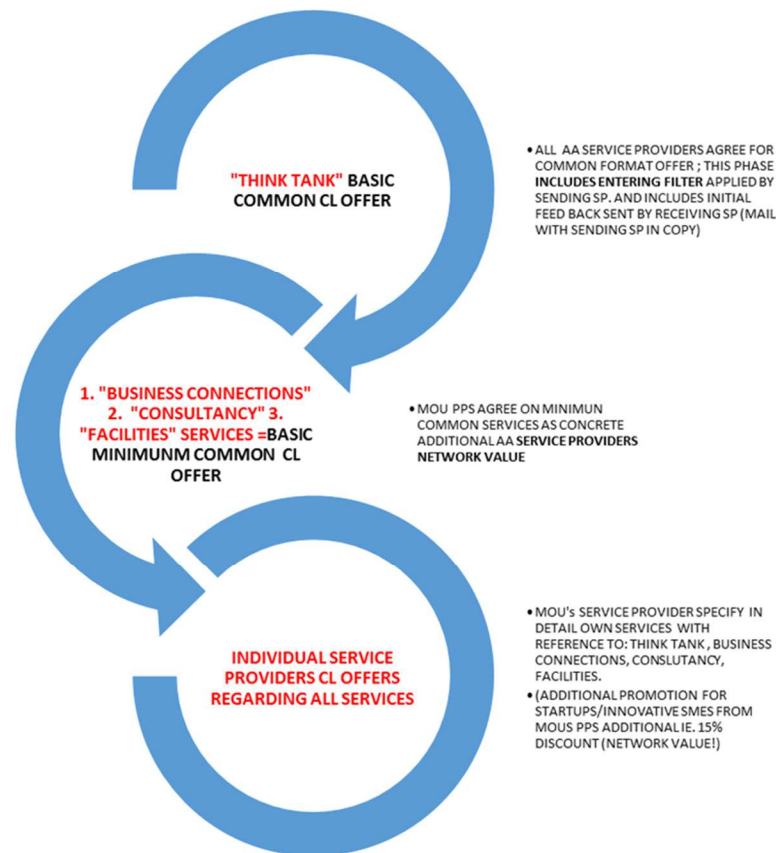 "THINK TANK" BASIC
COMMON CL OFFER
• ALL AA SERVICE PROVIDERS AGREE FOR
COMMON FORMAT OFFER ; THIS PHASE
INCLUDES ENTERING FILTER APPLIED BY
SENDING SP. AND INCLUDES INITIAL
FEED BACK SENT BY RECEIVING SP (MAIL
WITH SENDING SP IN COPY)
1. "BUSINESS CONNECTIONS"
2. "CONSULTANCY" 3.
"FACILITIES" SERVICES =BASIC
MINIMUNM COMMON CL
OFFER
• MOU PPS AGREE ON MINIMUN
COMMON SERVICES AS CONCRETE
ADDITIONAL AA SERVICE PROVIDERS
NETWORK VALUE
INDIVIDUAL SERVICE
PROVIDERS CL OFFERS
REGARDING ALL SERVICES
• MOU's SERVICE PROVIDER SPECIFY IN
DETAIL OWN SERVICES WITH
REFERENCE TO: THINK TANK , BUSINESS
CONNECTIONS, CONSLUTANCY,
FACILITIES.
• (ADDITIONAL PROMOTION FOR
STARTUPS/INNOVATIVE SMES FROM
MOUS PPS ADDITIONAL IE. 15%
DISCOUNT (NETWORK VALUE!)